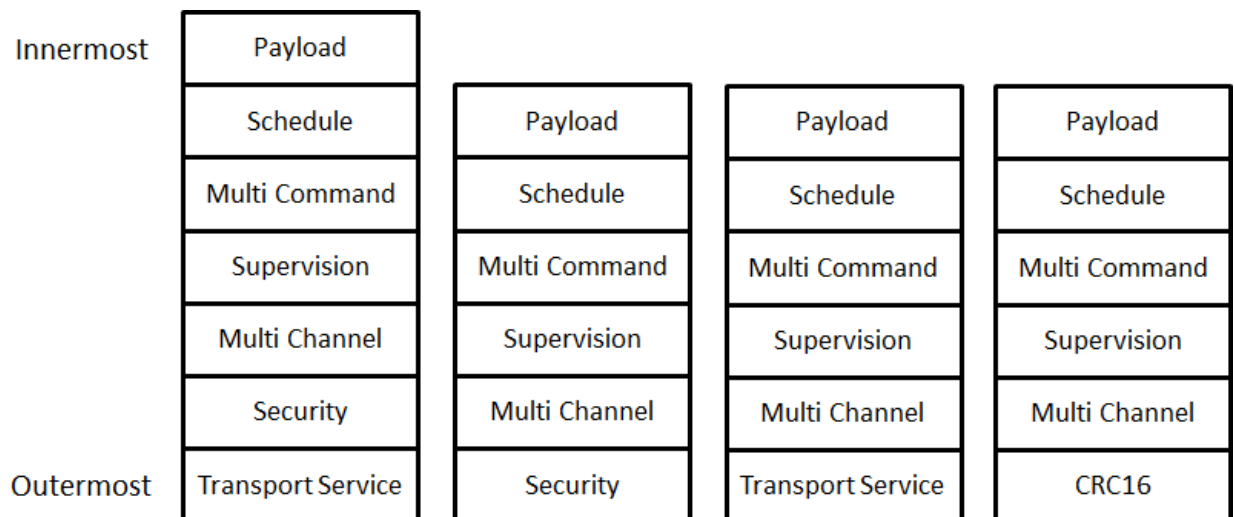 Innermost
Payload
Schedule
Payload
Payload
Payload
Multi Command
Schedule
Schedule
Schedule
Supervision
Multi Command
Multi Command
Multi Command
Multi Channel
Supervision
Supervision
Supervision
Security
Multi Channel
Multi Channel
Multi Channel
Outermost
Transport Service
Security
Transport Service
CRC16